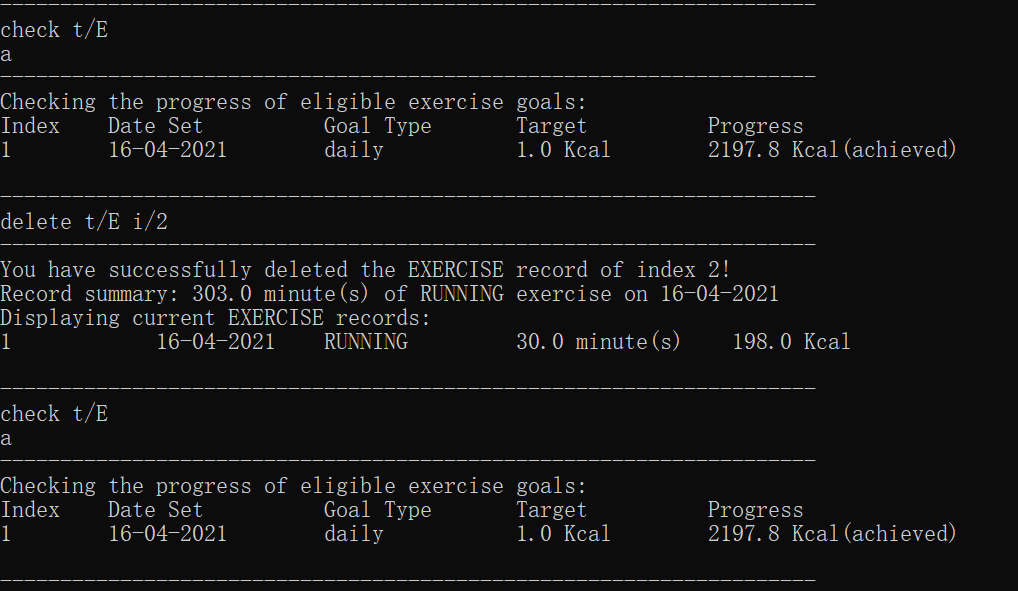 --------------------------------------------------------------------
check t/E
a
--------------------------------------------------------------------
Checking the progress of eligible exercise goals:
Index    Date Set          Goal Type       Target          Progress
1        16-04-2021        daily           1.0 Kcal        2197.8 Kcal(achieved)
--------------------------------------------------------------------
delete t/E i/2
--------------------------------------------------------------------
You have successfully deleted the EXERCISE record of index 2!
Record summary: 303.0 minute(s) of RUNNING exercise on 16-04-2021
Displaying current EXERCISE records:
1            16-04-2021    RUNNING         30.0 minute(s)    198.0 Kcal
--------------------------------------------------------------------
check t/E
a
--------------------------------------------------------------------
Checking the progress of eligible exercise goals:
Index    Date Set          Goal Type       Target          Progress
1        16-04-2021        daily           1.0 Kcal        2197.8 Kcal(achieved)
--------------------------------------------------------------------